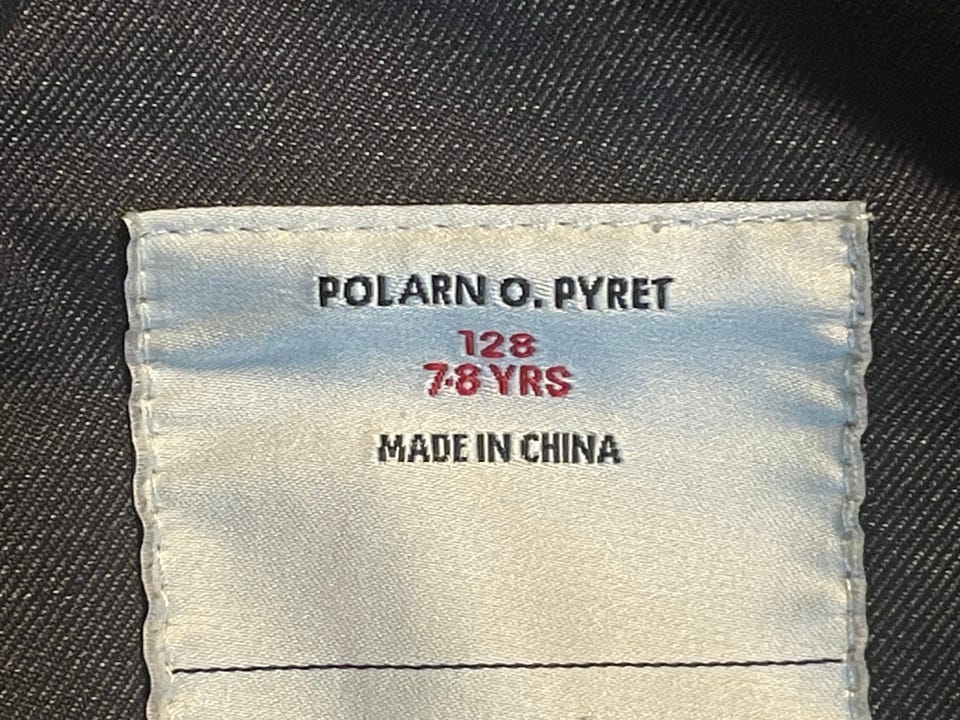 POLARN O. PYRET
128
7-8 YRS
MADE IN CHINA